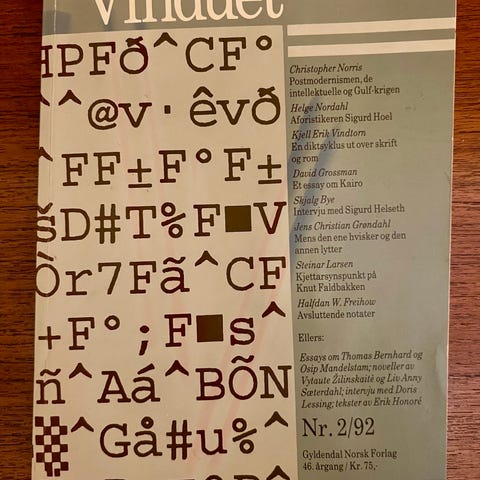 Vinduet
HPFð^CF°
^^@v·êvð
^FF±F°F±
šD#T%F■V
Òr7Fã^CF
+F°;F■s^
ñ^Aá^BÕN
^Gå#u%^
Christopher Norris
Postmodernismen, de
intellektuelle og Gulf-krigen
Helge Nordahl
Aforistikeren Sigurd Hoel
Kjell Erik Vindtorn
En diktsyklus ut over skrift
og rom
David Grossman
Et essay om Kairo
Skjalg Bye
Intervju med Sigurd Helseth
Jens Christian Grøndahl
Mens den ene hvisker og den
annen lytter
Steinar Larsen
Kjettarsynspunkt på
Knut Faldbakken
Halfdan W. Freihow
Avsluttende notater
Ellers:
Essays om Thomas Bernhard og
Osip Mandelstam; noveller av
Vytaute Žilinskaitė og Liv Anny
Sæterdahl; intervju med Doris
Lessing; tekster av Erik Honoré
Nr. 2/92
Gyldendal Norsk Forlag
46. årgang / Kr. 75,-